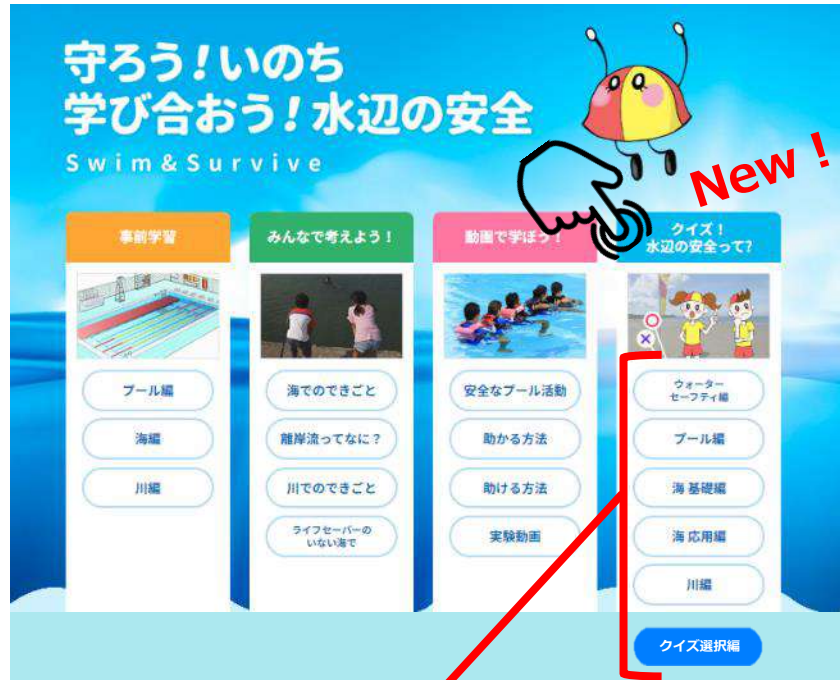 守ろう!いのち
学び合おう!水辺の安全
Swim&Survive
New!
事前学習
プール編
海編
川編
みんなで考えよう!
海でのできごと
離岸流ってなに?
川でのできごと
ライフセーバーの
いない海で
動画で学ぼう!
安全なプール活動
助かる方法
助ける方法
実験動画
クイズ!
水辺の安全って?
ウォーター
セーフティ編
プール編
海 基礎編
海 応用編
川編
クイズ選択編